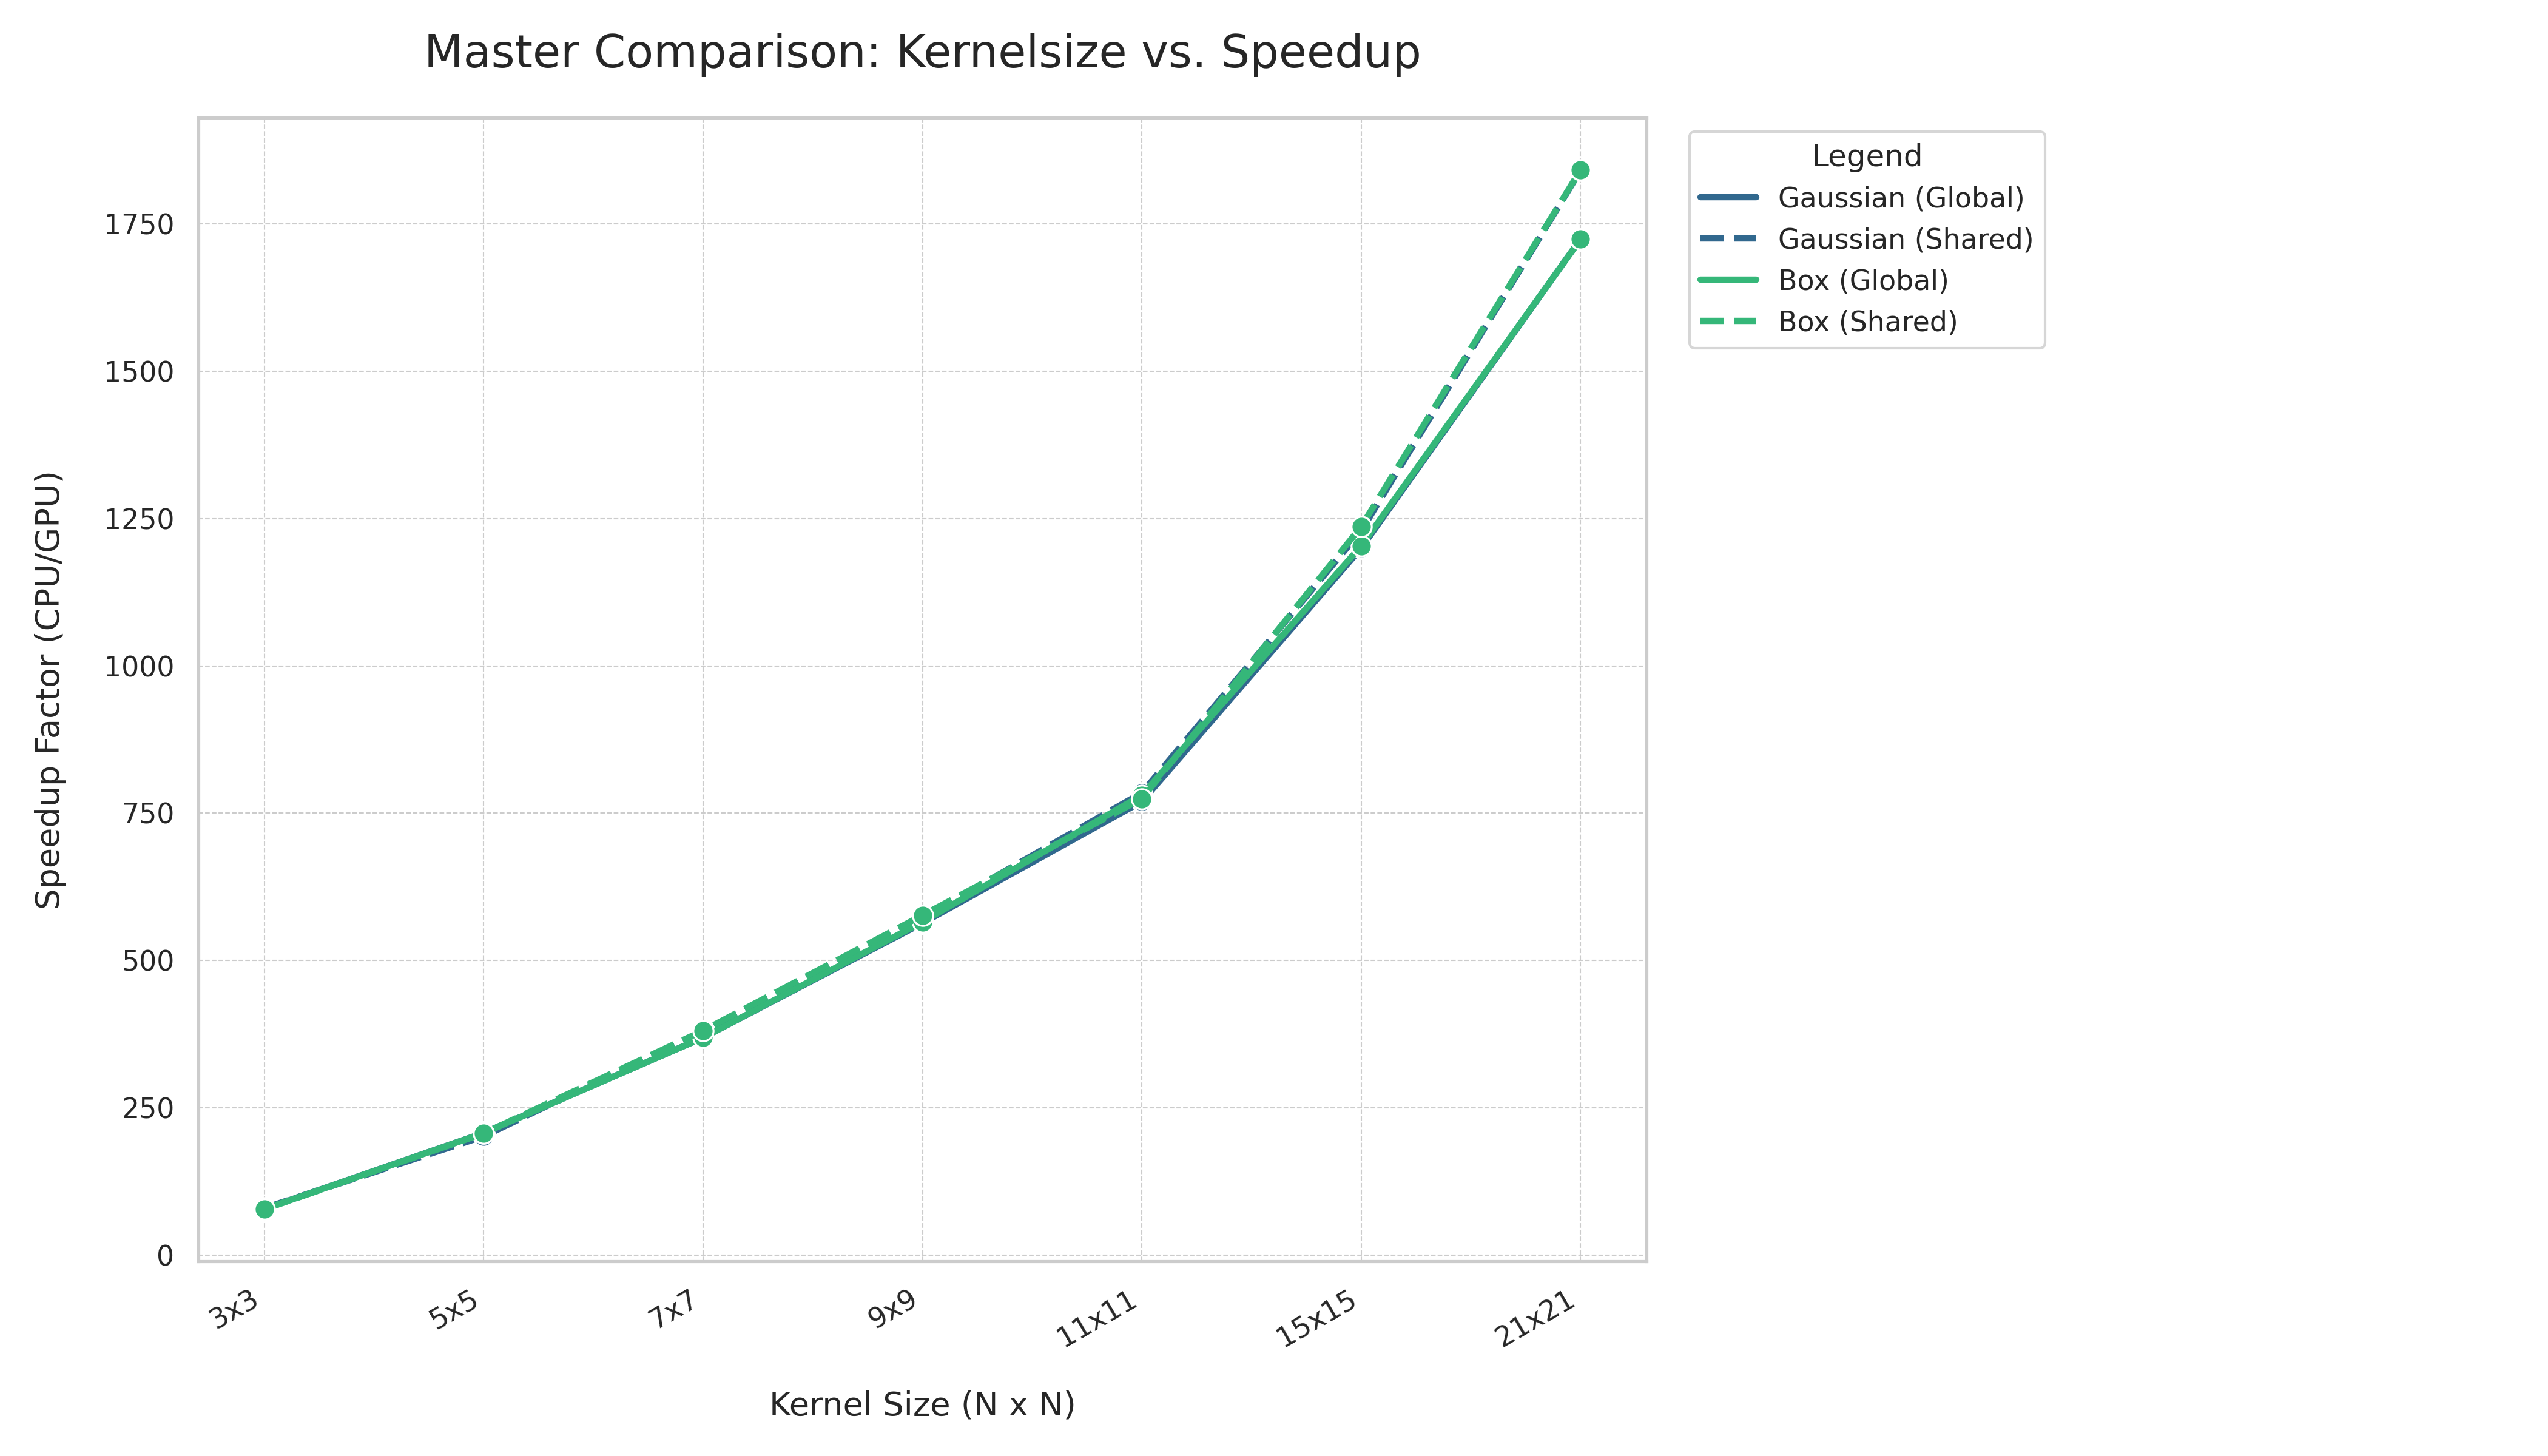 Master Comparison: Kernelsize vs. Speedup
Legend
Gaussian (Global)
Gaussian (Shared)
Box (Global)
Box (Shared)
Speedup Factor (CPU/GPU)
1750
1500
1250
1000
750
500
250
0
3x3
5x5
7x7
9x9
11x11
15x15
21x21
Kernel Size (N x N)